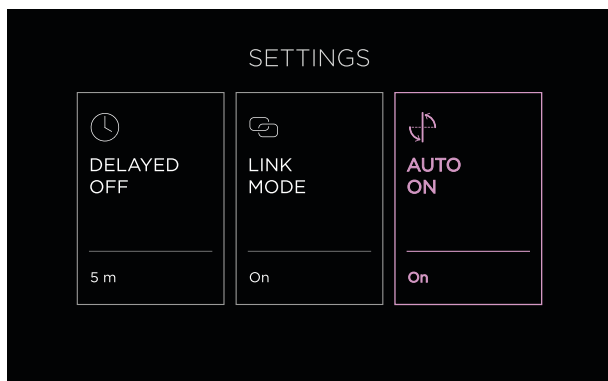 SETTINGS
DELAYED
OFF
5 m
LINK
MODE
On
AUTO
ON
On